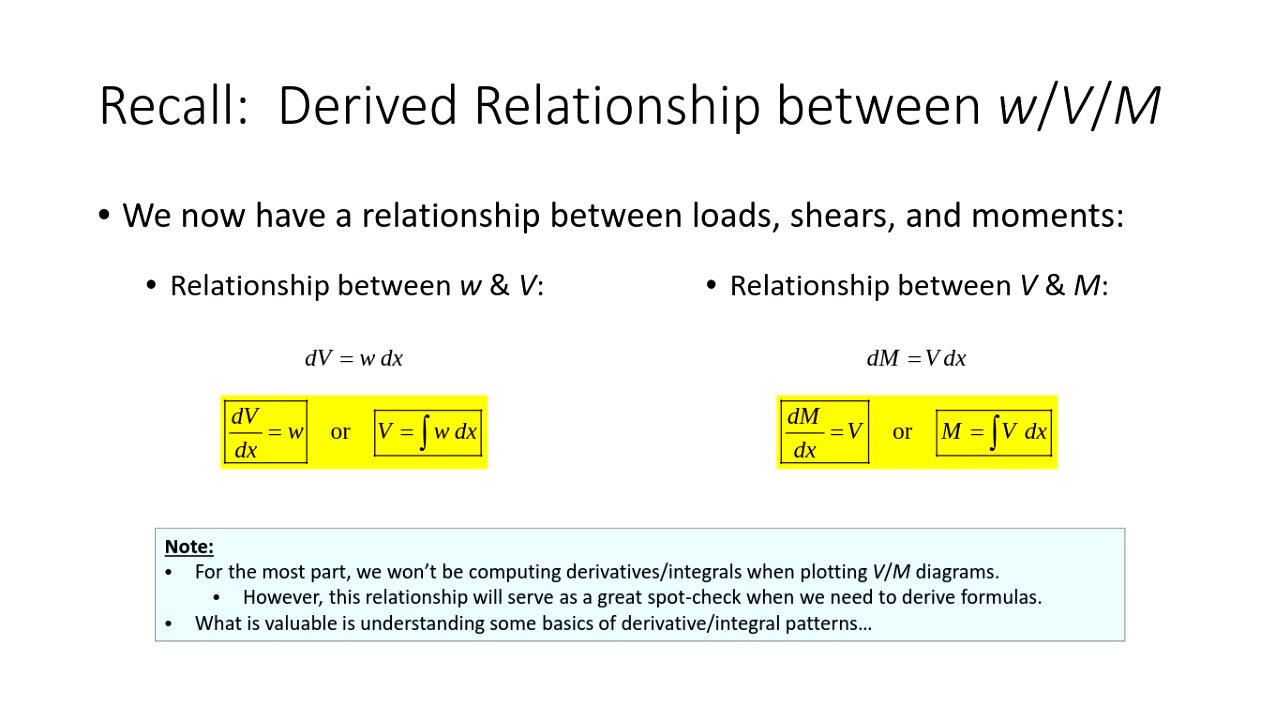 Recall:  Derived Relationship between w/V/M
• We now have a relationship between loads, shears, and moments:
• Relationship between w & V:
dV = w dx
dV/dx = w or V = ∫ w dx
• Relationship between V & M:
dM = V dx
dM/dx = V or M = ∫ V dx
Note:
• For the most part, we won't be computing derivatives/integrals when plotting V/M diagrams.
• However, this relationship will serve as a great spot-check when we need to derive formulas.
• What is valuable is understanding some basics of derivative/integral patterns…